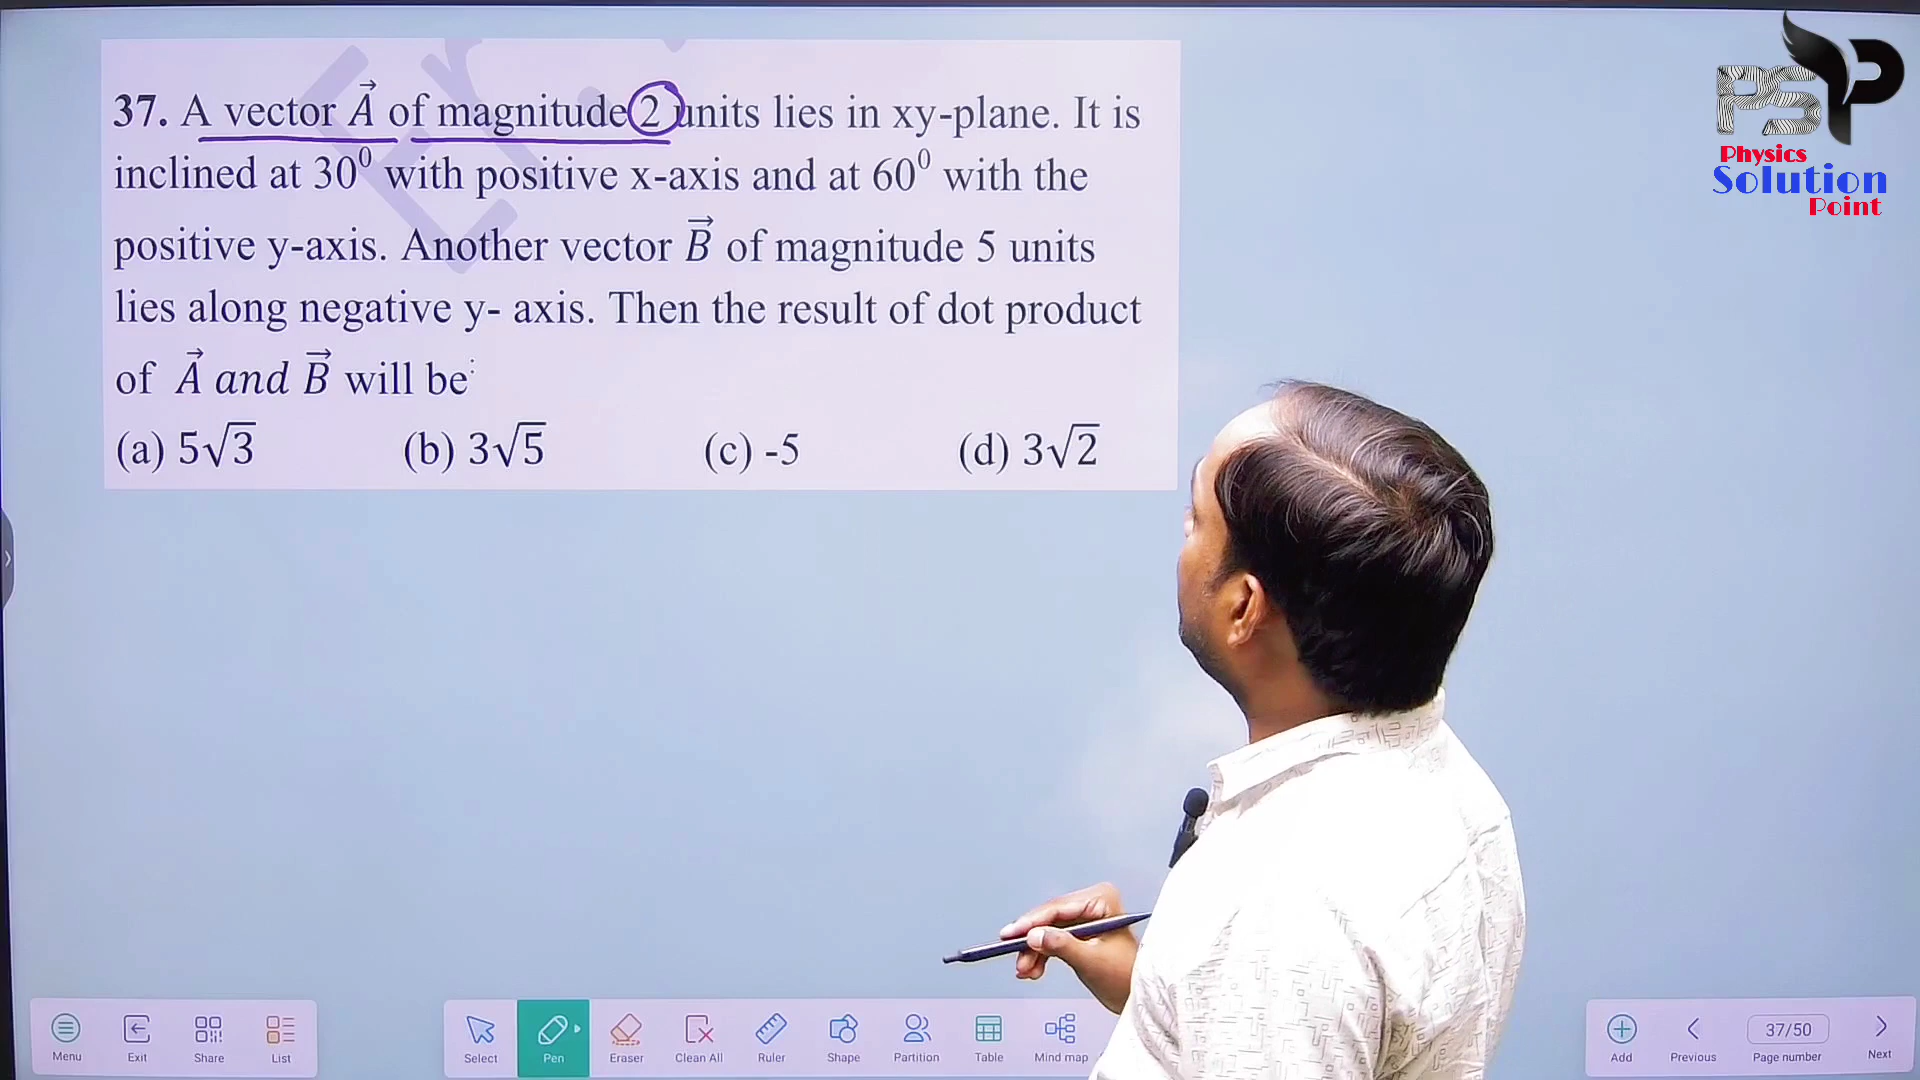 37. A vector A⃗ of magnitude 2 units lies in xy-plane. It is
inclined at 30⁰ with positive x-axis and at 60⁰ with the
positive y-axis. Another vector B⃗ of magnitude 5 units
lies along negative y- axis. Then the result of dot product
of A⃗ and B⃗ will be:
(a) 5√3 (b) 3√5 (c) -5 (d) 3√2
PSP
Physics
Solution
Point
Menu Exit Share List Select Pen Eraser Clean All Ruler Shape Partition Table Mind map Add Previous 37/50 Page number Next